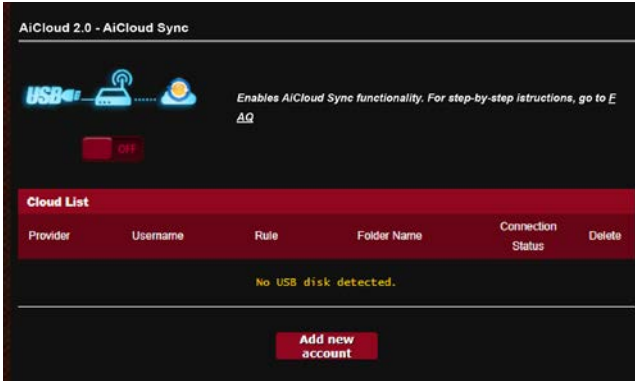 AiCloud 2.0 - AiCloud Sync
USB
Enables AiCloud Sync functionality. For step-by-step istructions, go to F
AQ
OFF
Cloud List
Provider Username Rule Folder Name Connection Status Delete
No USB disk detected.
Add new
account